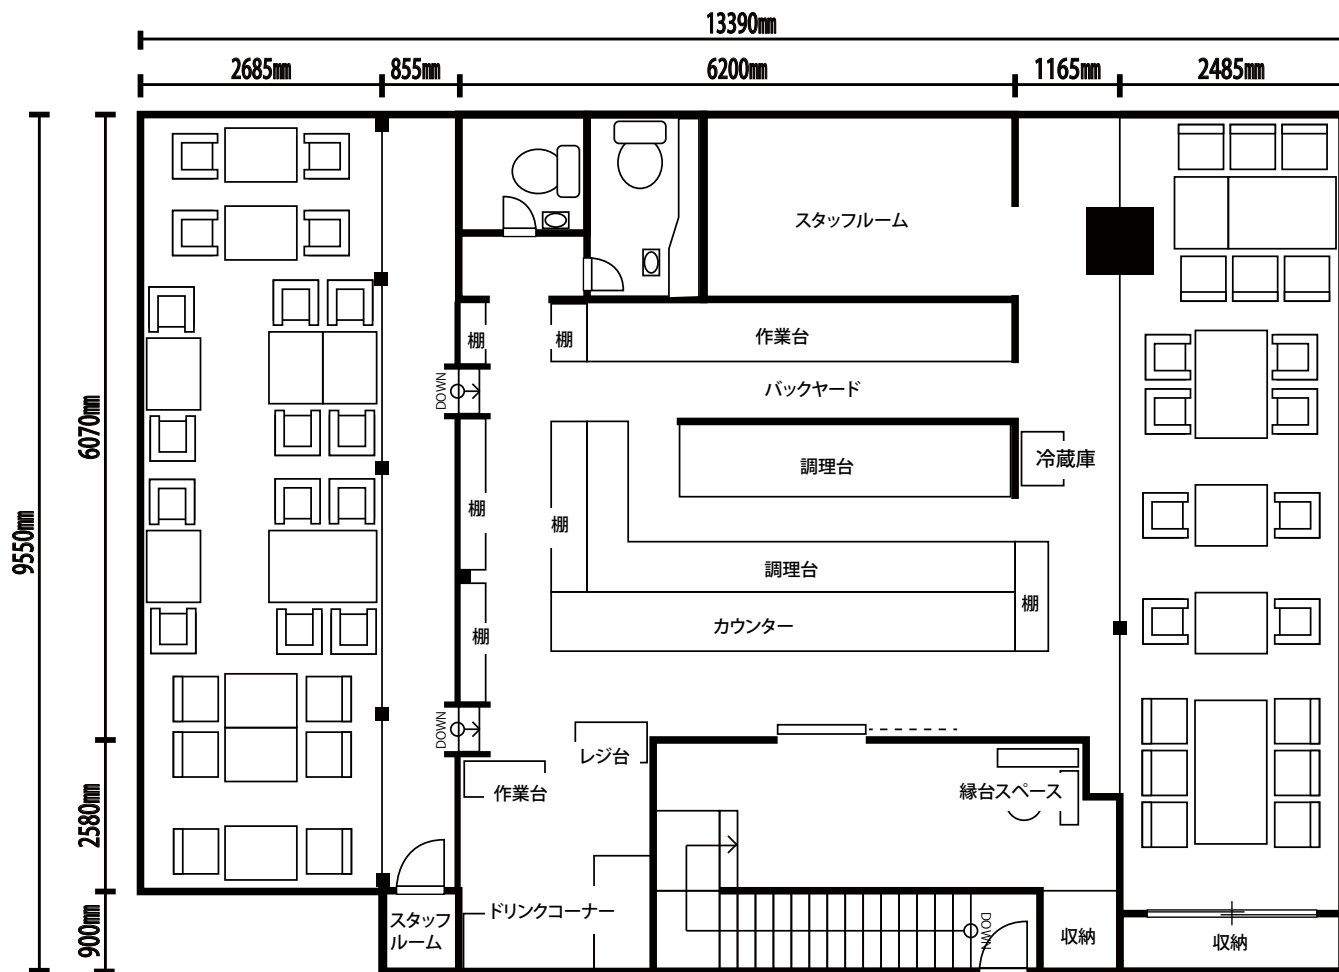 13390㎜
2685㎜
855㎜
6200㎜
1165㎜
2485㎜
9550㎜
6070㎜
2580㎜
900㎜
スタッフルーム
棚
棚
作業台
DOWN
バックヤード
調理台
冷蔵庫
棚
棚
調理台
棚
棚
カウンター
DOWN
レジ台
作業台
縁台スペース
スタッフ
ルーム
ドリンクコーナー
DOWN
収納
収納